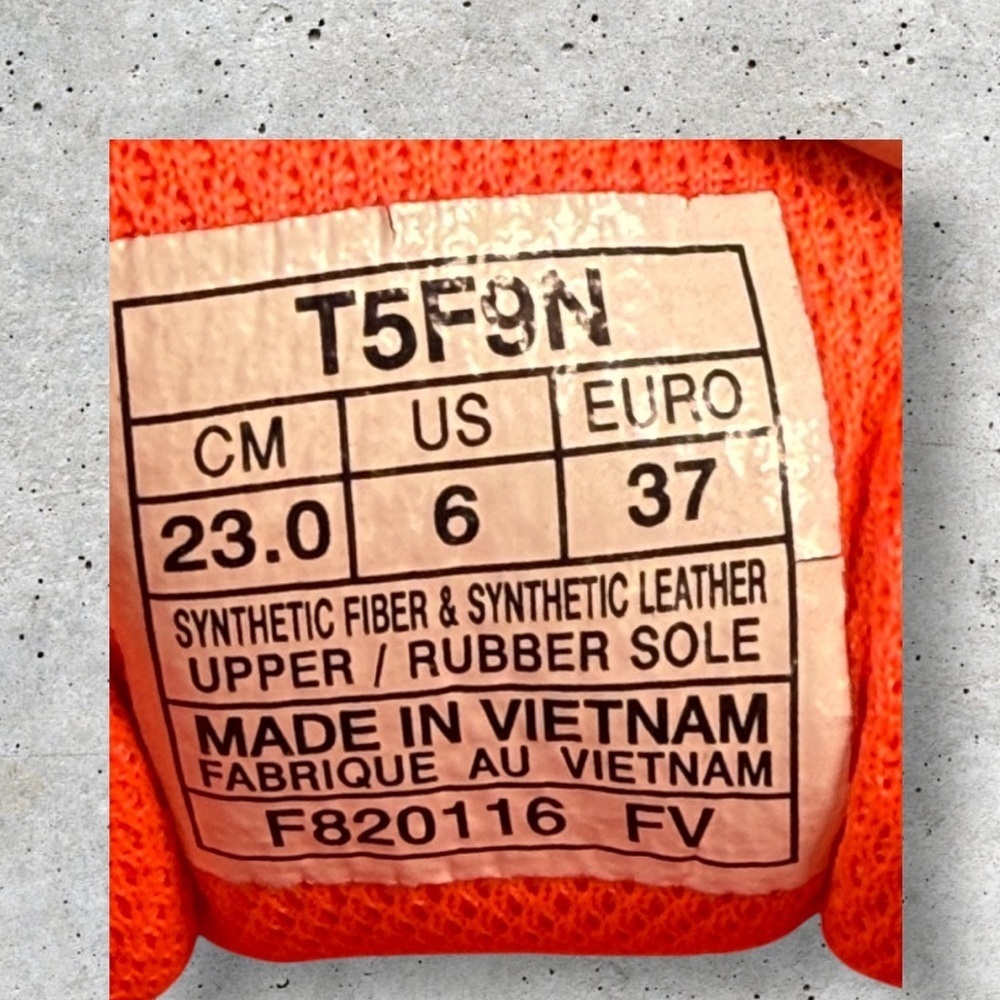 T5F9N
CM US EURO
23.0 6 37
SYNTHETIC FIBER & SYNTHETIC LEATHER
UPPER / RUBBER SOLE
MADE IN VIETNAM
FABRIQUE AU VIETNAM
F820116 FV